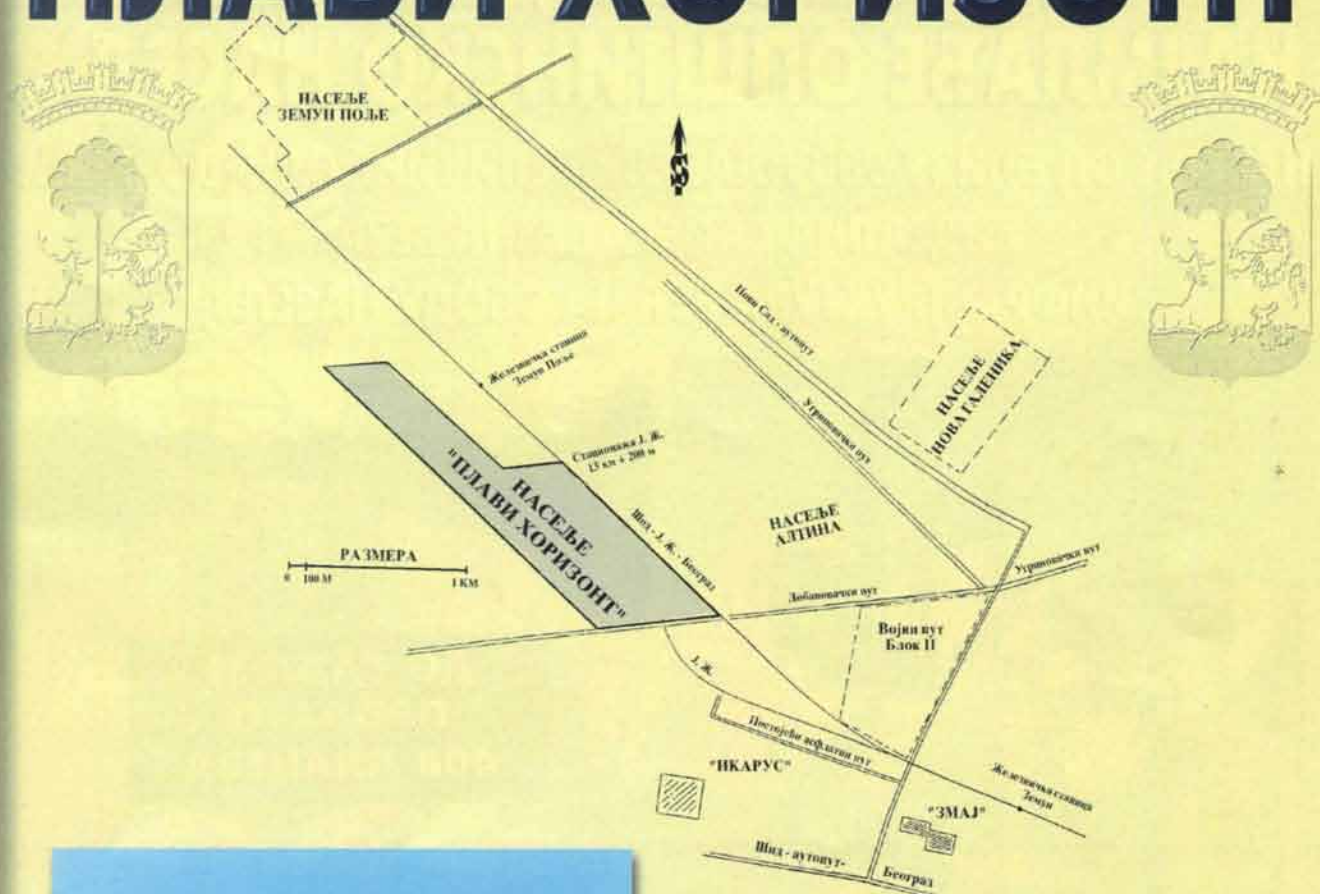 ПЛАВИ ХОРИЗОНТ
НАСЕЉЕ
ЗЕМУН ПОЉЕ
С
Нови Сад - аутопут
НАСЕЉЕ
НОВА ГАЛЕНИКА
Железничка станица
Земун Поље
Угриновачки пут
Стационажа Ј. Ж.
13 км + 200 м
НАСЕЉЕ
"ПЛАВИ ХОРИЗОНТ"
Шид - Ј. Ж. - Београд
НАСЕЉЕ
АЛТИНА
РАЗМЕРА
0 100 М 1 КМ
Угриновачки пут
Добановачки пут
Војни пут
Блок II
Ј. Ж.
Постојећи асфалтни пут
"ИКАРУС"
Железничка станица
Земун
"ЗМАЈ"
Шид - аутопут-
Београд